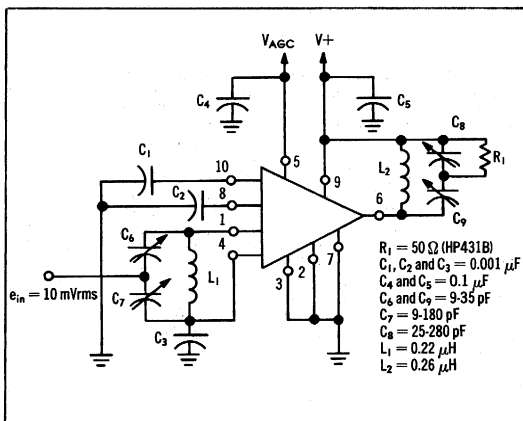 V_AGC V+
C₄ C₅
C₁ C₈
10 5 9 L₂ R₁
C₂ 8 6
1
C₆ 4 C₉
L₁ 3 2 7
e_in = 10 mVrms C₇
C₃
R₁ = 50 Ω (HP431B)
C₁, C₂ and C₃ = 0.001 μF
C₄ and C₅ = 0.1 μF
C₆ and C₉ = 9-35 pF
C₇ = 9-180 pF
C₈ = 25-280 pF
L₁ = 0.22 μH
L₂ = 0.26 μH